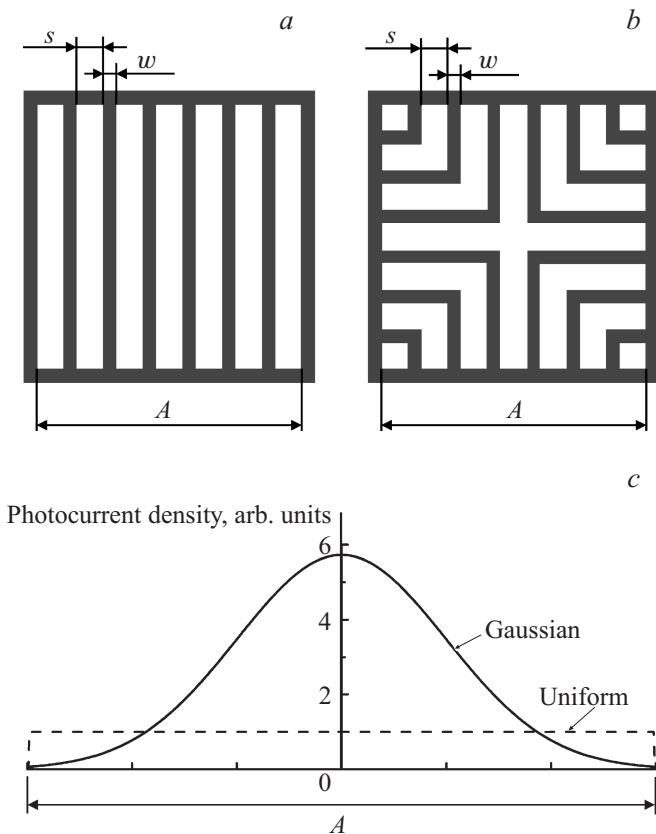 a
s
w
A
b
s
w
A
c
Photocurrent density, arb. units
6
Gaussian
4
Uniform
2
0
A